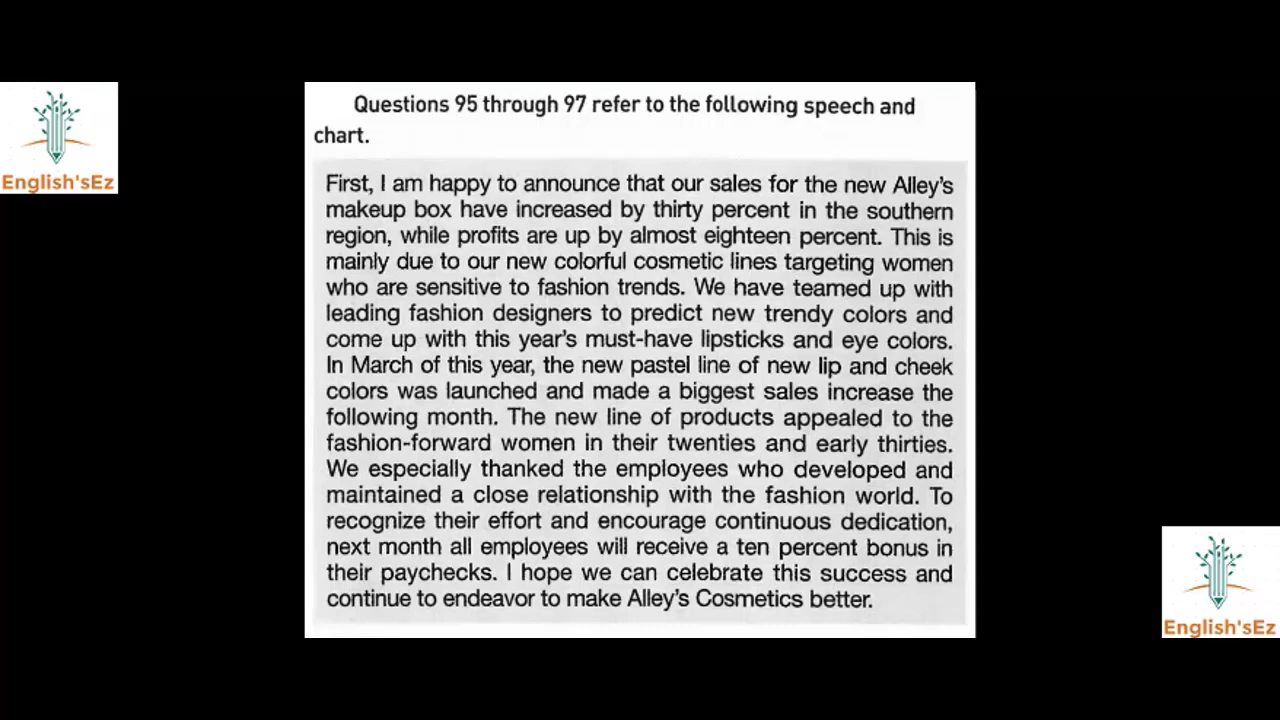 Questions 95 through 97 refer to the following speech and
chart.
First, I am happy to announce that our sales for the new Alley's
makeup box have increased by thirty percent in the southern
region, while profits are up by almost eighteen percent. This is
mainly due to our new colorful cosmetic lines targeting women
who are sensitive to fashion trends. We have teamed up with
leading fashion designers to predict new trendy colors and
come up with this year's must-have lipsticks and eye colors.
In March of this year, the new pastel line of new lip and cheek
colors was launched and made a biggest sales increase the
following month. The new line of products appealed to the
fashion-forward women in their twenties and early thirties.
We especially thanked the employees who developed and
maintained a close relationship with the fashion world. To
recognize their effort and encourage continuous dedication,
next month all employees will receive a ten percent bonus in
their paychecks. I hope we can celebrate this success and
continue to endeavor to make Alley's Cosmetics better.
English'sEz
English'sEz